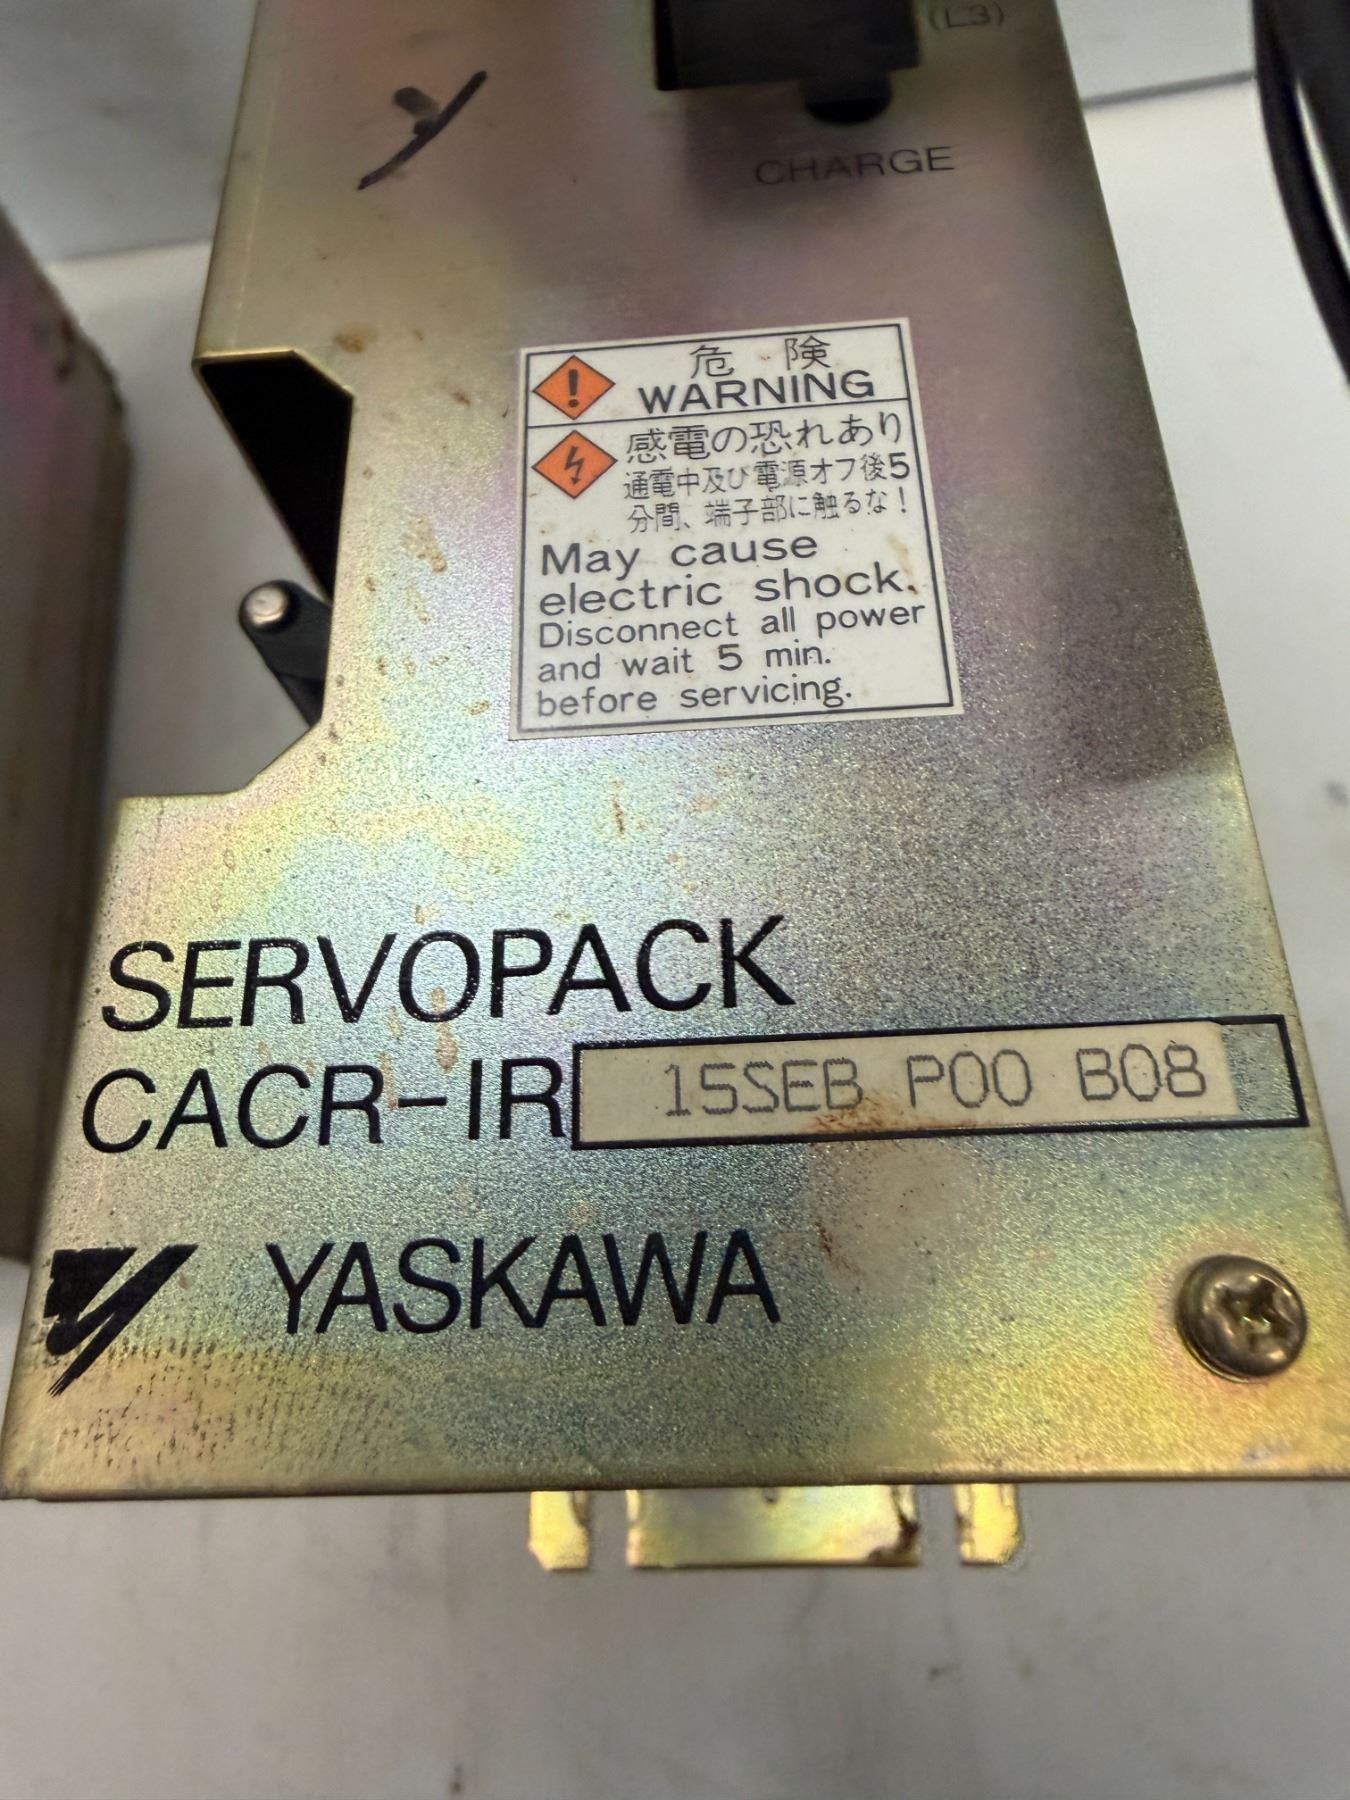 (L3)
CHARGE
危 険
WARNING
感電の恐れあり
通電中及び電源オフ後5
分間、端子部に触るな!
May cause
electric shock.
Disconnect all power
and wait 5 min.
before servicing.
SERVOPACK
CACR-IR 15SEB P00 B08
YASKAWA